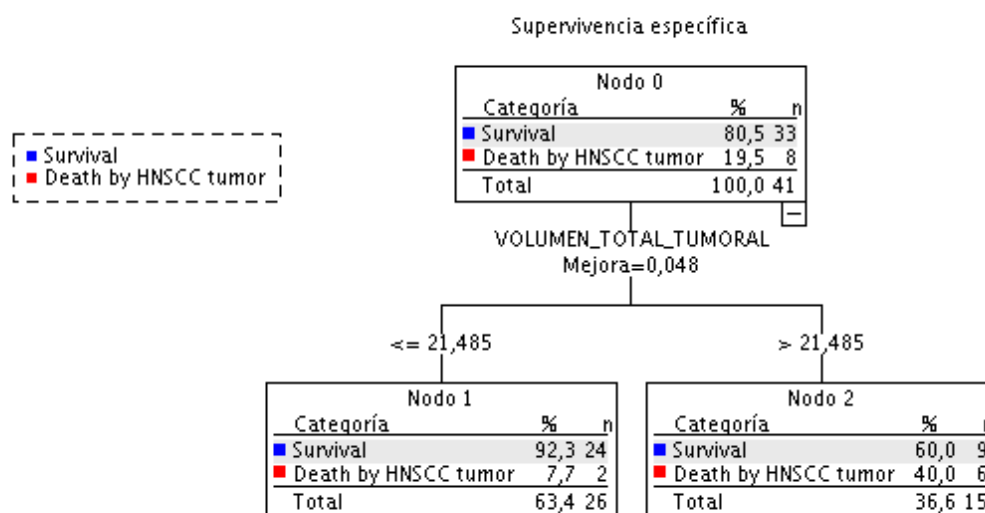 Supervivencia específica
Nodo 0
Categoría % n
Survival 80,5 33
Death by HNSCC tumor 19,5 8
Total 100,0 41
Survival
Death by HNSCC tumor
VOLUMEN_TOTAL_TUMORAL
Mejora=0,048
<= 21,485 > 21,485
Nodo 1 Nodo 2
Categoría % n Categoría % n
Survival 92,3 24 Survival 60,0 9
Death by HNSCC tumor 7,7 2 Death by HNSCC tumor 40,0 6
Total 63,4 26 Total 36,6 15